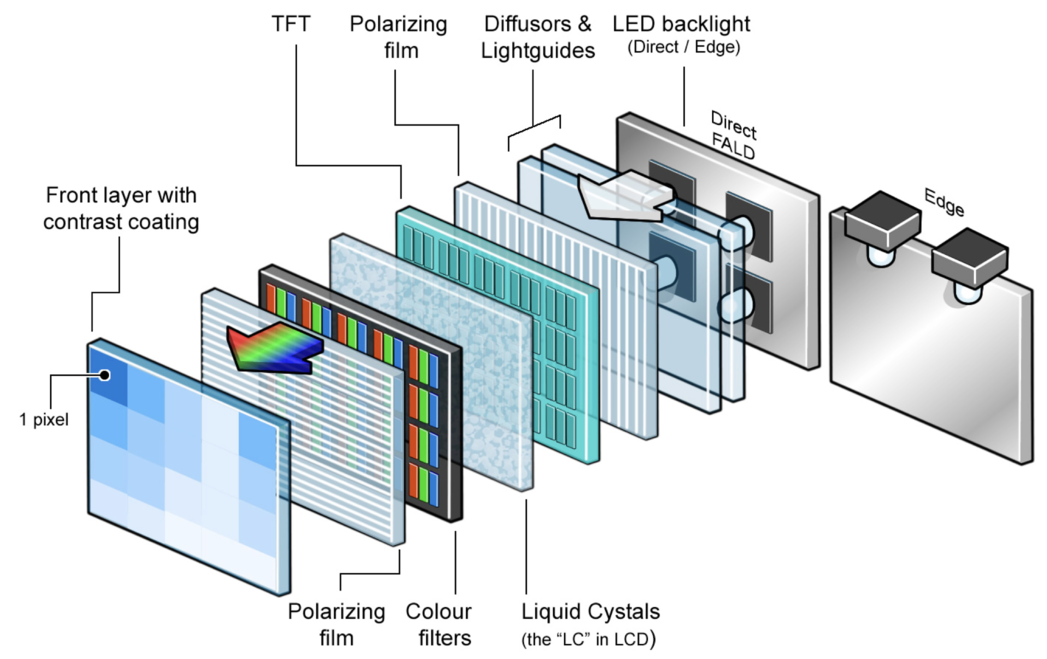 TFT
Polarizing
film
Diffusors &
Lightguides
LED backlight
(Direct / Edge)
Direct
FALD
Edge
Front layer with
contrast coating
1 pixel
Polarizing
film
Colour
filters
Liquid Cystals
(the “LC” in LCD)